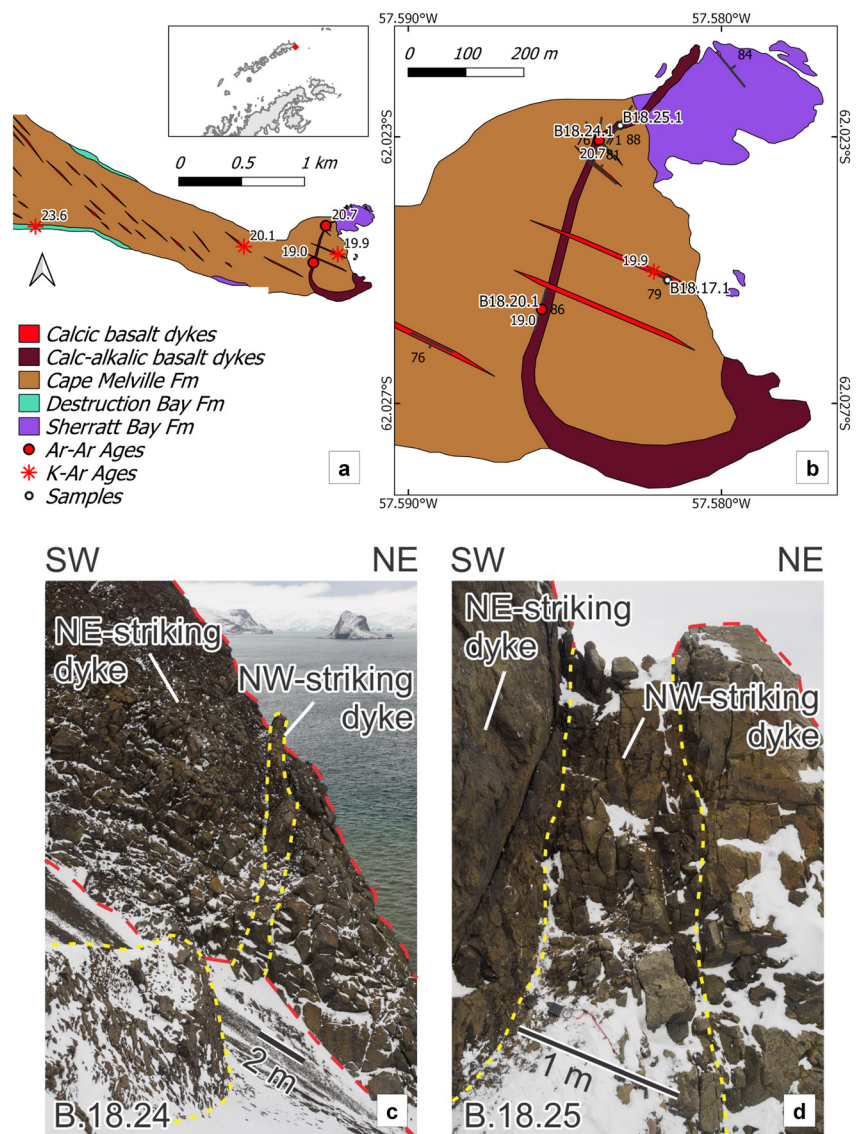 57.590°W
57.580°W
0 100 200 m
84
B18.25.1
B18.24.1
76
71
88
20.7
81
62.023°S
0 0.5 1 km
23.6
20.7
20.1
19.9
19.0
19.9
B18.17.1
79
B18.20.1
86
19.0
76
62.027°S
Calcic basalt dykes
Calc-alkalic basalt dykes
Cape Melville Fm
Destruction Bay Fm
Sherratt Bay Fm
Ar-Ar Ages
K-Ar Ages
Samples
a
b
62.023°S
62.027°S
57.590°W
57.580°W
SW NE
NE-striking
dyke
NW-striking
dyke
2 m
B.18.24
c
SW NE
NE-striking
dyke
NW-striking
dyke
1 m
B.18.25
d